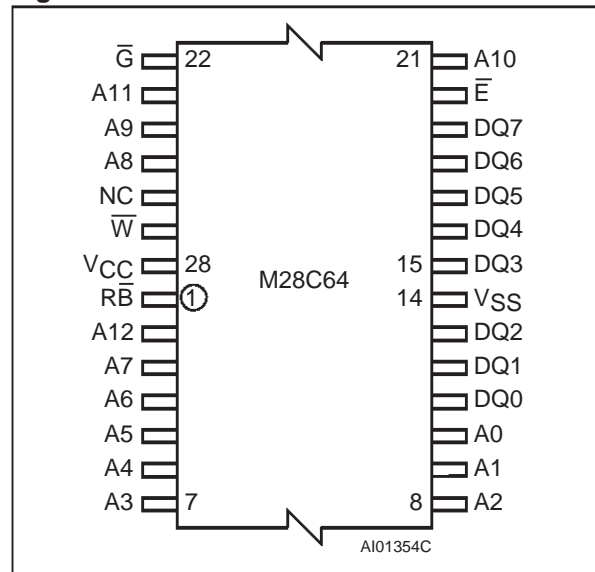 G̅ 22 21 A10
A11 E̅
A9 DQ7
A8 DQ6
NC DQ5
W̅ DQ4
VCC 28 15 DQ3
M28C64
RB̅ 1 14 VSS
A12 DQ2
A7 DQ1
A6 DQ0
A5 A0
A4 A1
A3 7 8 A2
AI01354C